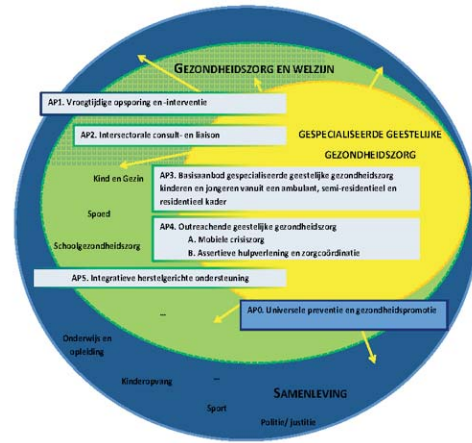 GEZONDHEIDSZORG EN WELZIJN
AP1. Vroegtijdige opsporing en -interventie
AP2. Intersectorale consult- en liaison
GESPECIALISEERDE GEESTELIJKE
GEZONDHEIDSZORG
Kind en Gezin
AP3. Basisaanbod gespecialiseerde geestelijke gezondheidszorg
kinderen en jongeren vanuit een ambulant, semi-residentieel en
residentieel kader
Spoed
AP4. Outreachende geestelijke gezondheidszorg
A. Mobiele crisiszorg
B. Assertieve hulpverlening en zorgcoördinatie
Schoolgezondheidszorg
AP5. Integratieve herstelgerichte ondersteuning
...
AP0. Universele preventie en gezondheidspromotie
Onderwijs en
opleiding
Kinderopvang
...
Sport
SAMENLEVING
Politie/ justitie